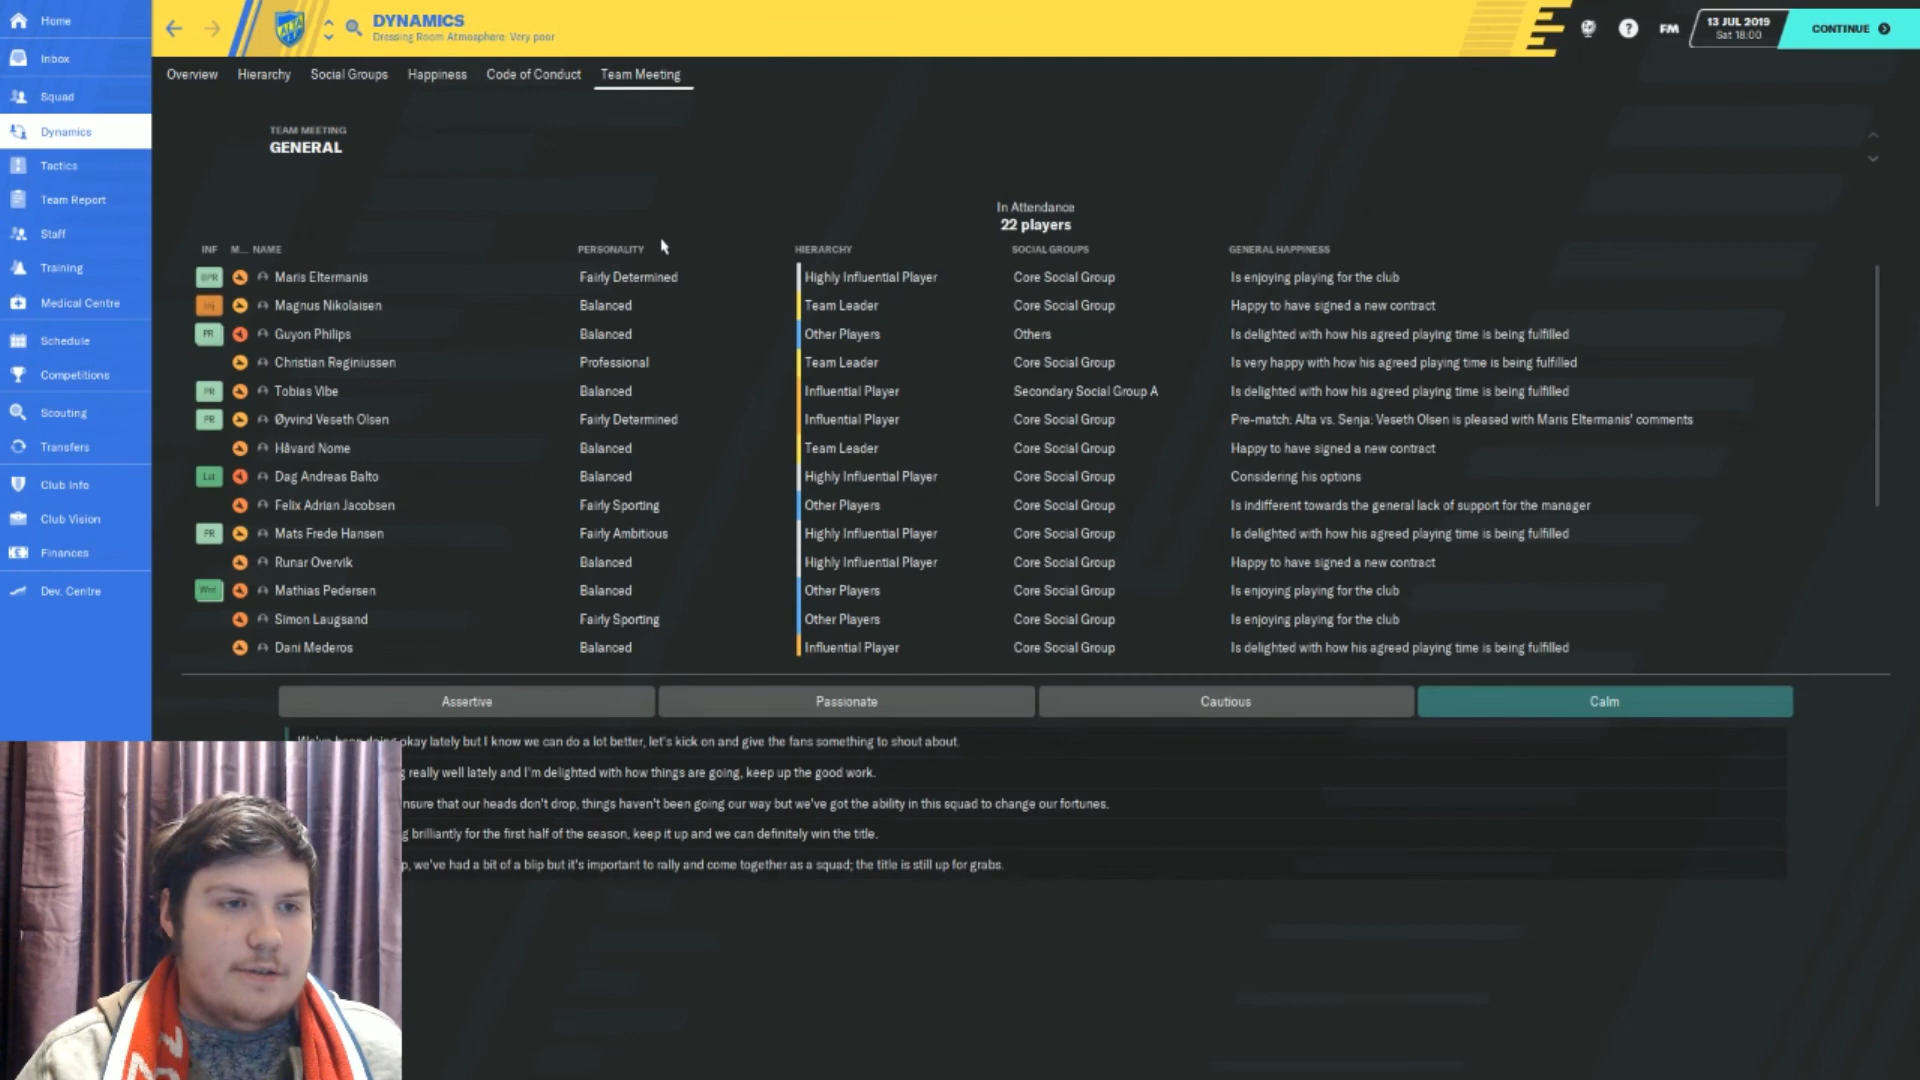 Home
Inbox
Squad
Dynamics
Tactics
Team Report
Staff
Training
Medical Centre
Schedule
Competitions
Scouting
Transfers
Club Info
Club Vision
Finances
Dev. Centre
ALTA
DYNAMICS
Dressing Room Atmosphere: Very poor
FM
13 JUL 2019
Sat 18:00
CONTINUE
Overview Hierarchy Social Groups Happiness Code of Conduct Team Meeting
TEAM MEETING
GENERAL
In Attendance
22 players
INF M... NAME PERSONALITY HIERARCHY SOCIAL GROUPS GENERAL HAPPINESS
Maris Eltermanis Fairly Determined Highly Influential Player Core Social Group Is enjoying playing for the club
Inj Magnus Nikolaisen Balanced Team Leader Core Social Group Happy to have signed a new contract
PR Guyon Philips Balanced Other Players Others Is delighted with how his agreed playing time is being fulfilled
Christian Reginiussen Professional Team Leader Core Social Group Is very happy with how his agreed playing time is being fulfilled
PR Tobias Vibe Balanced Influential Player Secondary Social Group A Is delighted with how his agreed playing time is being fulfilled
PR Øyvind Veseth Olsen Fairly Determined Influential Player Core Social Group Pre-match: Alta vs. Senja: Veseth Olsen is pleased with Maris Eltermanis' comments
Håvard Nome Balanced Team Leader Core Social Group Happy to have signed a new contract
Lst Dag Andreas Balto Balanced Highly Influential Player Core Social Group Considering his options
Felix Adrian Jacobsen Fairly Sporting Other Players Core Social Group Is indifferent towards the general lack of support for the manager
PR Mats Frede Hansen Fairly Ambitious Highly Influential Player Core Social Group Is delighted with how his agreed playing time is being fulfilled
Runar Overvik Balanced Highly Influential Player Core Social Group Happy to have signed a new contract
Wnt Mathias Pedersen Balanced Other Players Core Social Group Is enjoying playing for the club
Simon Laugsand Fairly Sporting Other Players Core Social Group Is enjoying playing for the club
Dani Mederos Balanced Influential Player Core Social Group Is delighted with how his agreed playing time is being fulfilled
Assertive Passionate Cautious Calm
We've been doing okay lately but I know we can do a lot better, let's kick on and give the fans something to shout about.
really well lately and I'm delighted with how things are going, keep up the good work.
nsure that our heads don't drop, things haven't been going our way but we've got the ability in this squad to change our fortunes.
g brilliantly for the first half of the season, keep it up and we can definitely win the title.
p, we've had a bit of a blip but it's important to rally and come together as a squad; the title is still up for grabs.